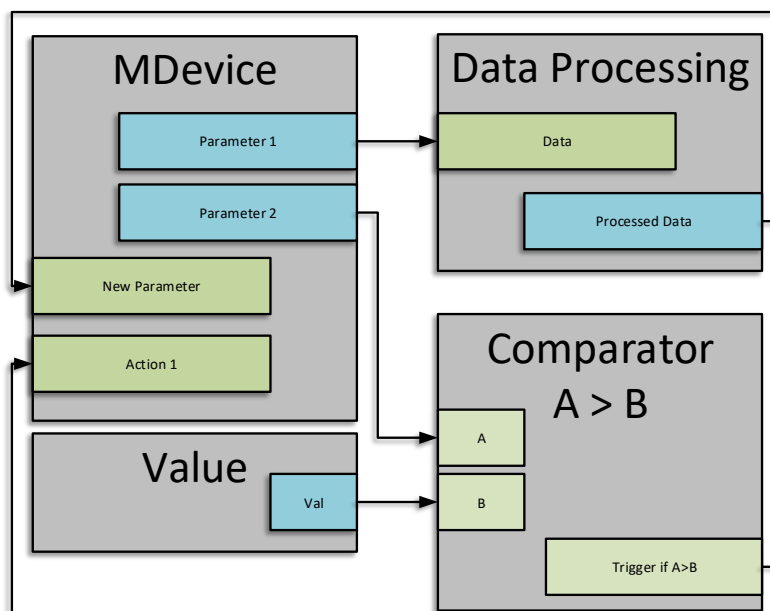 MDevice
Parameter 1
Parameter 2
New Parameter
Action 1
Data Processing
Data
Processed Data
Value
Val
Comparator
A > B
A
B
Trigger if A>B